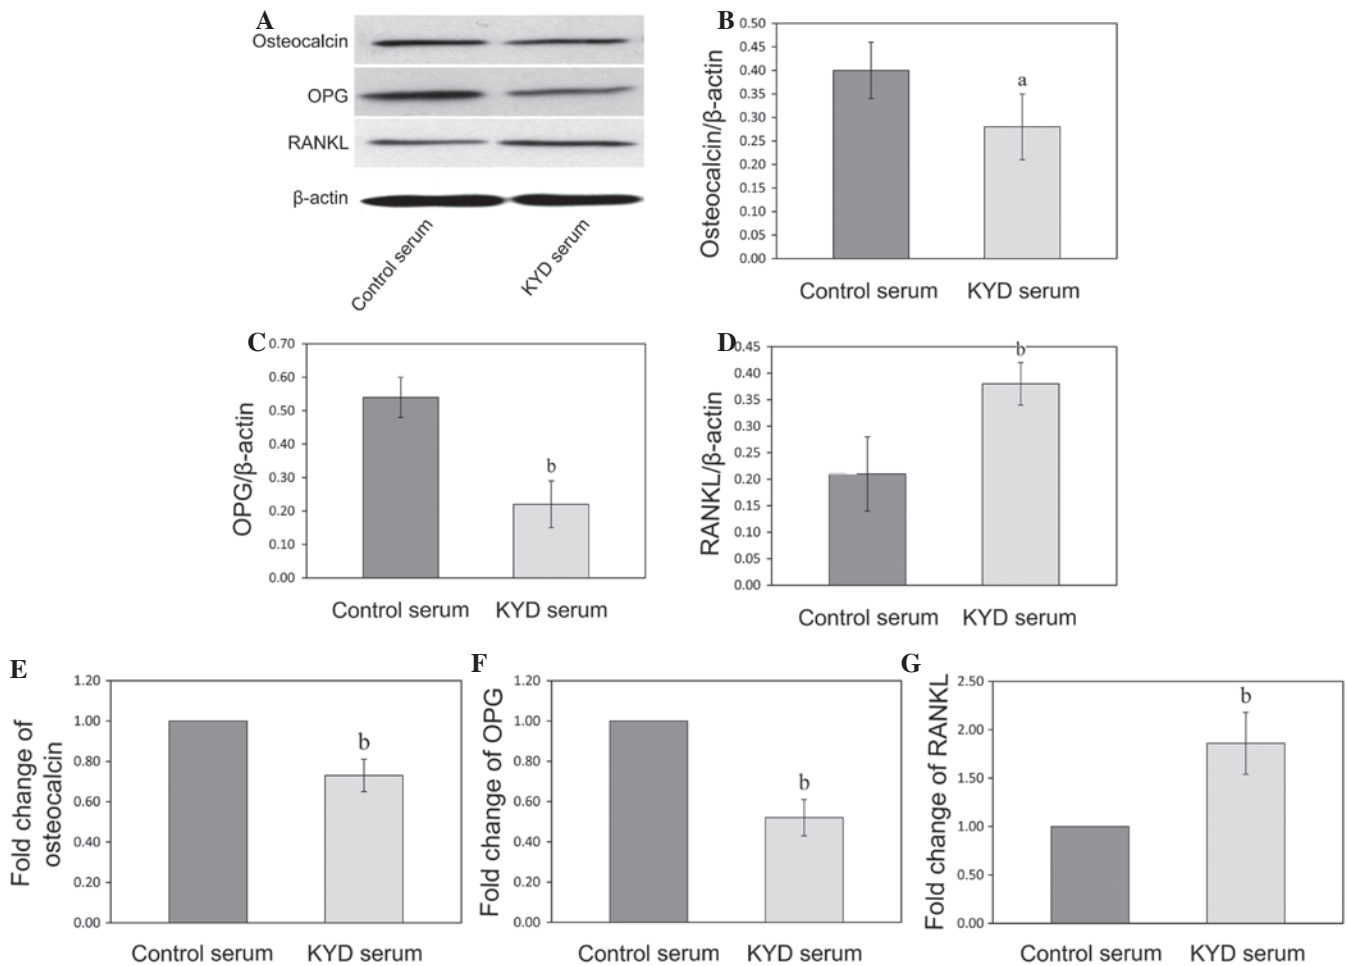 A
Osteocalcin
OPG
RANKL
β-actin
Control serum
KYD serum
B
Osteocalcin/β-actin
0.50
0.45
0.40
0.35
0.30
0.25
0.20
0.15
0.10
0.05
0.00
a
Control serum KYD serum
C
OPG/β-actin
0.70
0.60
0.50
0.40
0.30
0.20
0.10
0.00
b
Control serum KYD serum
D
RANKL/β-actin
0.45
0.40
0.35
0.30
0.25
0.20
0.15
0.10
0.05
0.00
b
Control serum KYD serum
E
Fold change of
osteocalcin
1.20
1.00
0.80
0.60
0.40
0.20
0.00
b
Control serum KYD serum
F
Fold change of OPG
1.20
1.00
0.80
0.60
0.40
0.20
0.00
b
Control serum KYD serum
G
Fold change of RANKL
2.50
2.00
1.50
1.00
0.50
0.00
b
Control serum KYD serum